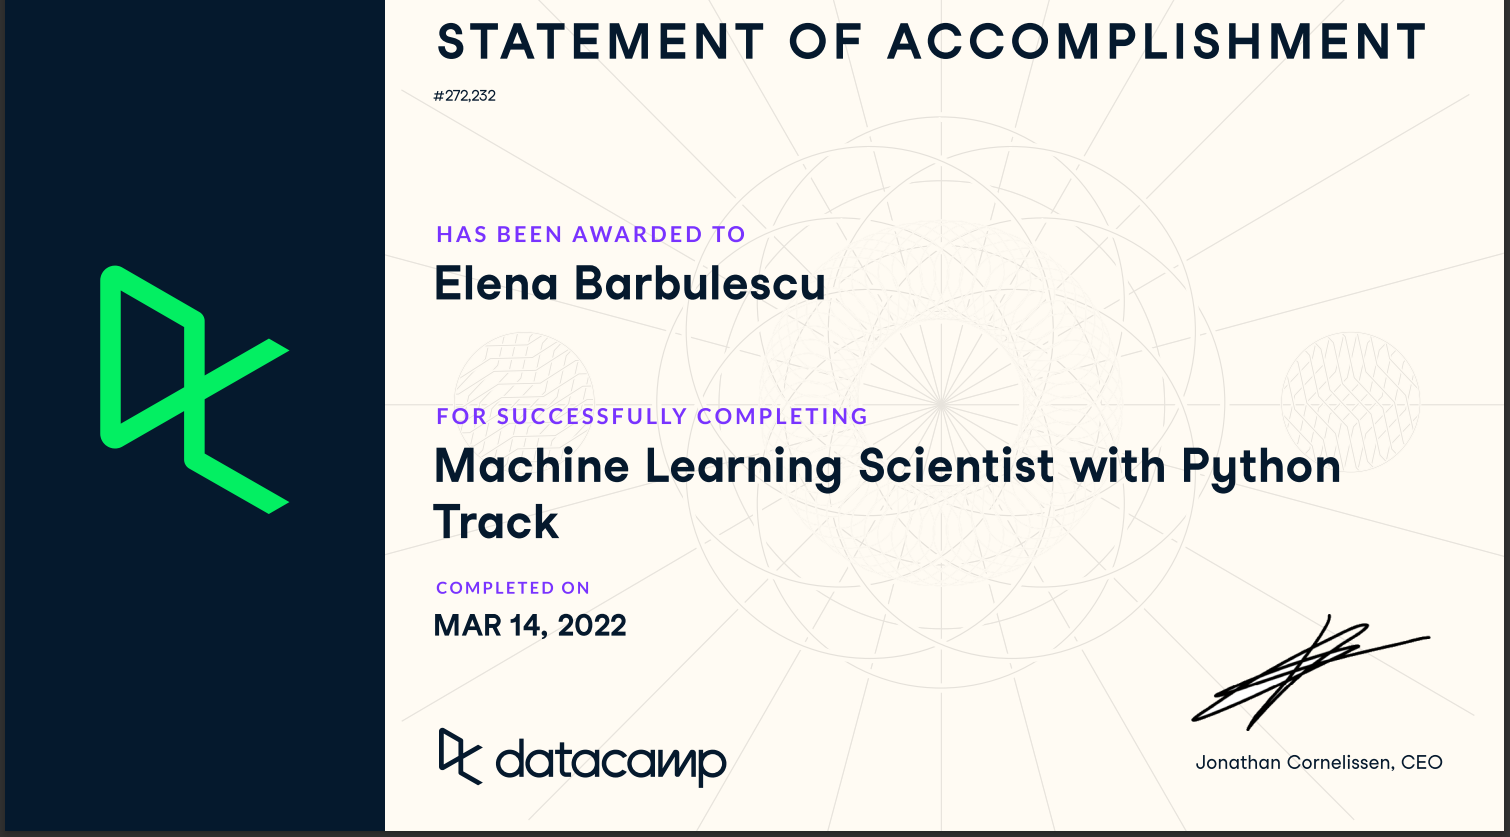 STATEMENT OF ACCOMPLISHMENT
#272,232
HAS BEEN AWARDED TO
Elena Barbulescu
FOR SUCCESSFULLY COMPLETING
Machine Learning Scientist with Python
Track
COMPLETED ON
MAR 14, 2022
datacamp
Jonathan Cornelissen, CEO